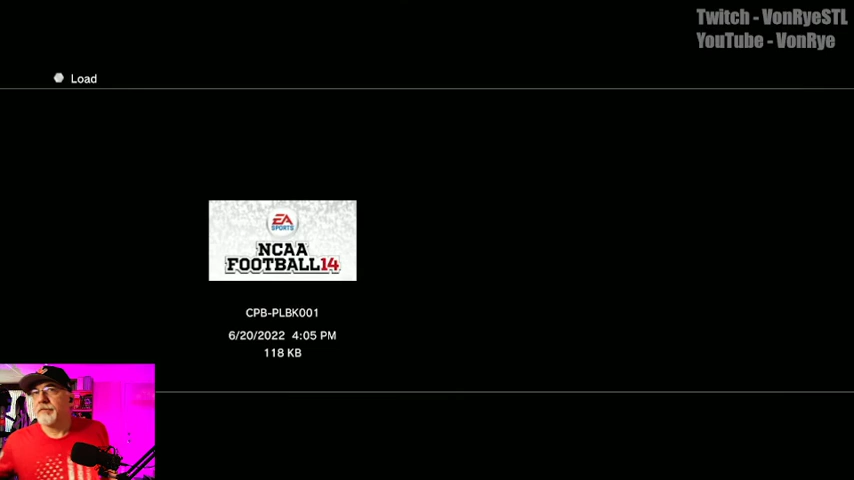 Twitch - VonRyeSTL
YouTube - VonRye
Load
EA
SPORTS
NCAA
FOOTBALL14
CPB-PLBK001
6/20/2022 4:05 PM
118 KB